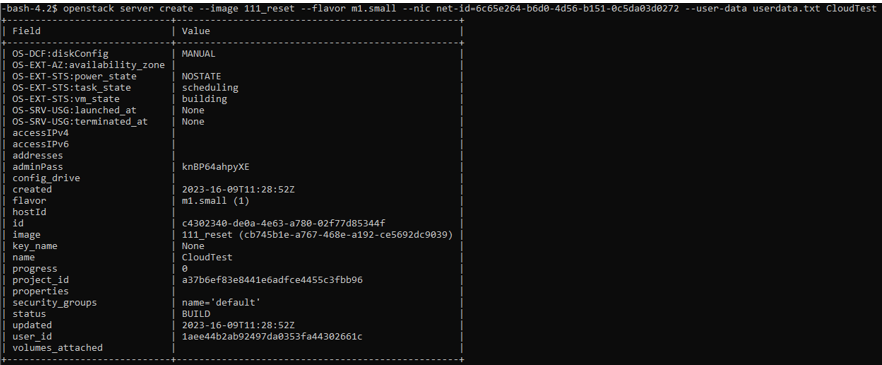 -bash-4.2$ openstack server create --image 111_reset --flavor m1.small --nic net-id=6c65e264-b6d0-4d56-b151-0c5da03d0272 --user-data userdata.txt CloudTest
+-----------------------------+--------------------------------------------------+
| Field                       | Value                                            |
+-----------------------------+--------------------------------------------------+
| OS-DCF:diskConfig           | MANUAL                                           |
| OS-EXT-AZ:availability_zone |                                                  |
| OS-EXT-STS:power_state      | NOSTATE                                          |
| OS-EXT-STS:task_state       | scheduling                                       |
| OS-EXT-STS:vm_state         | building                                         |
| OS-SRV-USG:launched_at      | None                                             |
| OS-SRV-USG:terminated_at    | None                                             |
| accessIPv4                  |                                                  |
| accessIPv6                  |                                                  |
| addresses                   |                                                  |
| adminPass                   | knBP64ahpyXE                                     |
| config_drive                |                                                  |
| created                     | 2023-16-09T11:28:52Z                             |
| flavor                      | m1.small (1)                                     |
| hostId                      |                                                  |
| id                          | c4302340-de0a-4e63-a780-02f77d85344f             |
| image                       | 111_reset (cb745b1e-a767-468e-a192-ce5692dc9039) |
| key_name                    | None                                             |
| name                        | CloudTest                                        |
| progress                    | 0                                                |
| project_id                  | a37b6ef83e8441e6adfce4455c3fbb96                 |
| properties                  |                                                  |
| security_groups             | name='default'                                   |
| status                      | BUILD                                            |
| updated                     | 2023-16-09T11:28:52Z                             |
| user_id                     | 1aee44b2ab92497da0353fa44302661c                 |
| volumes_attached            |                                                  |
+-----------------------------+--------------------------------------------------+